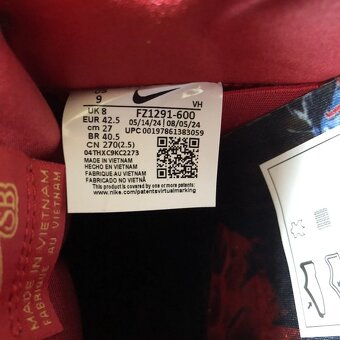 US
9
VH
UK 8
FZ1291-600
EUR 42.5
05/14/24 08/05/24
cm 27
UPC 00197861383059
BR 40.5
CN 270(2.5)
04THXC9KC2273
MADE IN VIETNAM
HECHO EN VIETNAM
FABRIQUE AU VIETNAM
FABRICADO NO VIETNÃ
This product is covered by one or more patents
www.nike.com/patentsvirtualmarking
SB
MADE IN VIETNAM
FABRIQUÉ AU VIETNAM